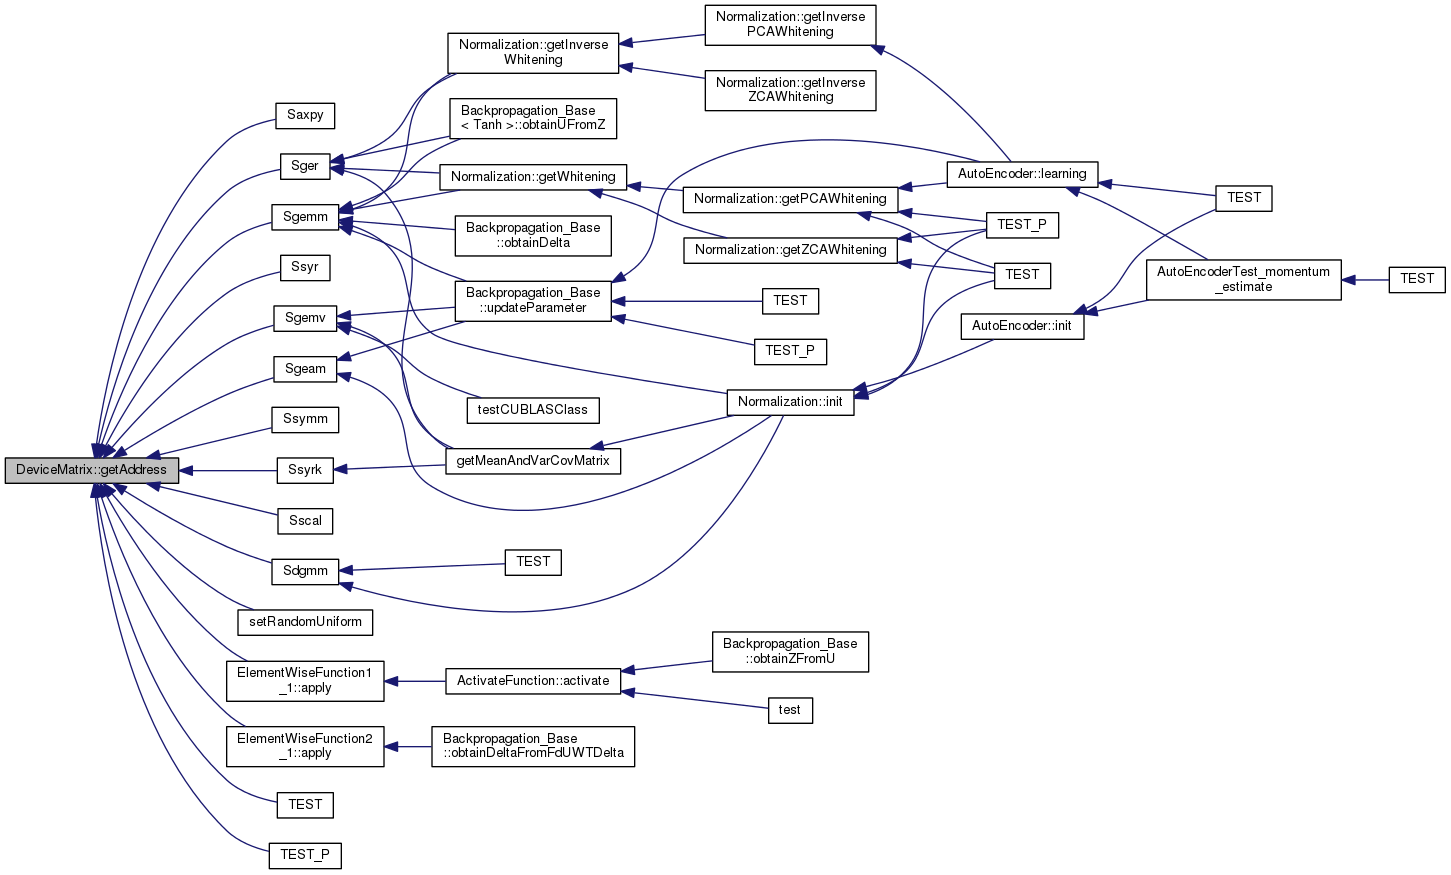 DeviceMatrix::getAddress
Saxpy
Sger
Sgemm
Ssyr
Sgemv
Sgeam
Ssymm
Ssyrk
Sscal
Sdgmm
setRandomUniform
ElementWiseFunction1
_1::apply
ElementWiseFunction2
_1::apply
TEST
TEST_P
Normalization::getInverse
Whitening
Backpropagation_Base
< Tanh >::obtainUFromZ
Normalization::getWhitening
Backpropagation_Base
::obtainDelta
Backpropagation_Base
::updateParameter
testCUBLASClass
getMeanAndVarCovMatrix
TEST
ActivateFunction::activate
Backpropagation_Base
::obtainDeltaFromFdUWTDelta
Normalization::getInverse
PCAWhitening
Normalization::getInverse
ZCAWhitening
Normalization::getPCAWhitening
Normalization::getZCAWhitening
TEST
TEST_P
Normalization::init
Backpropagation_Base
::obtainZFromU
test
AutoEncoder::learning
TEST_P
TEST
AutoEncoder::init
TEST
AutoEncoderTest_momentum
_estimate
TEST